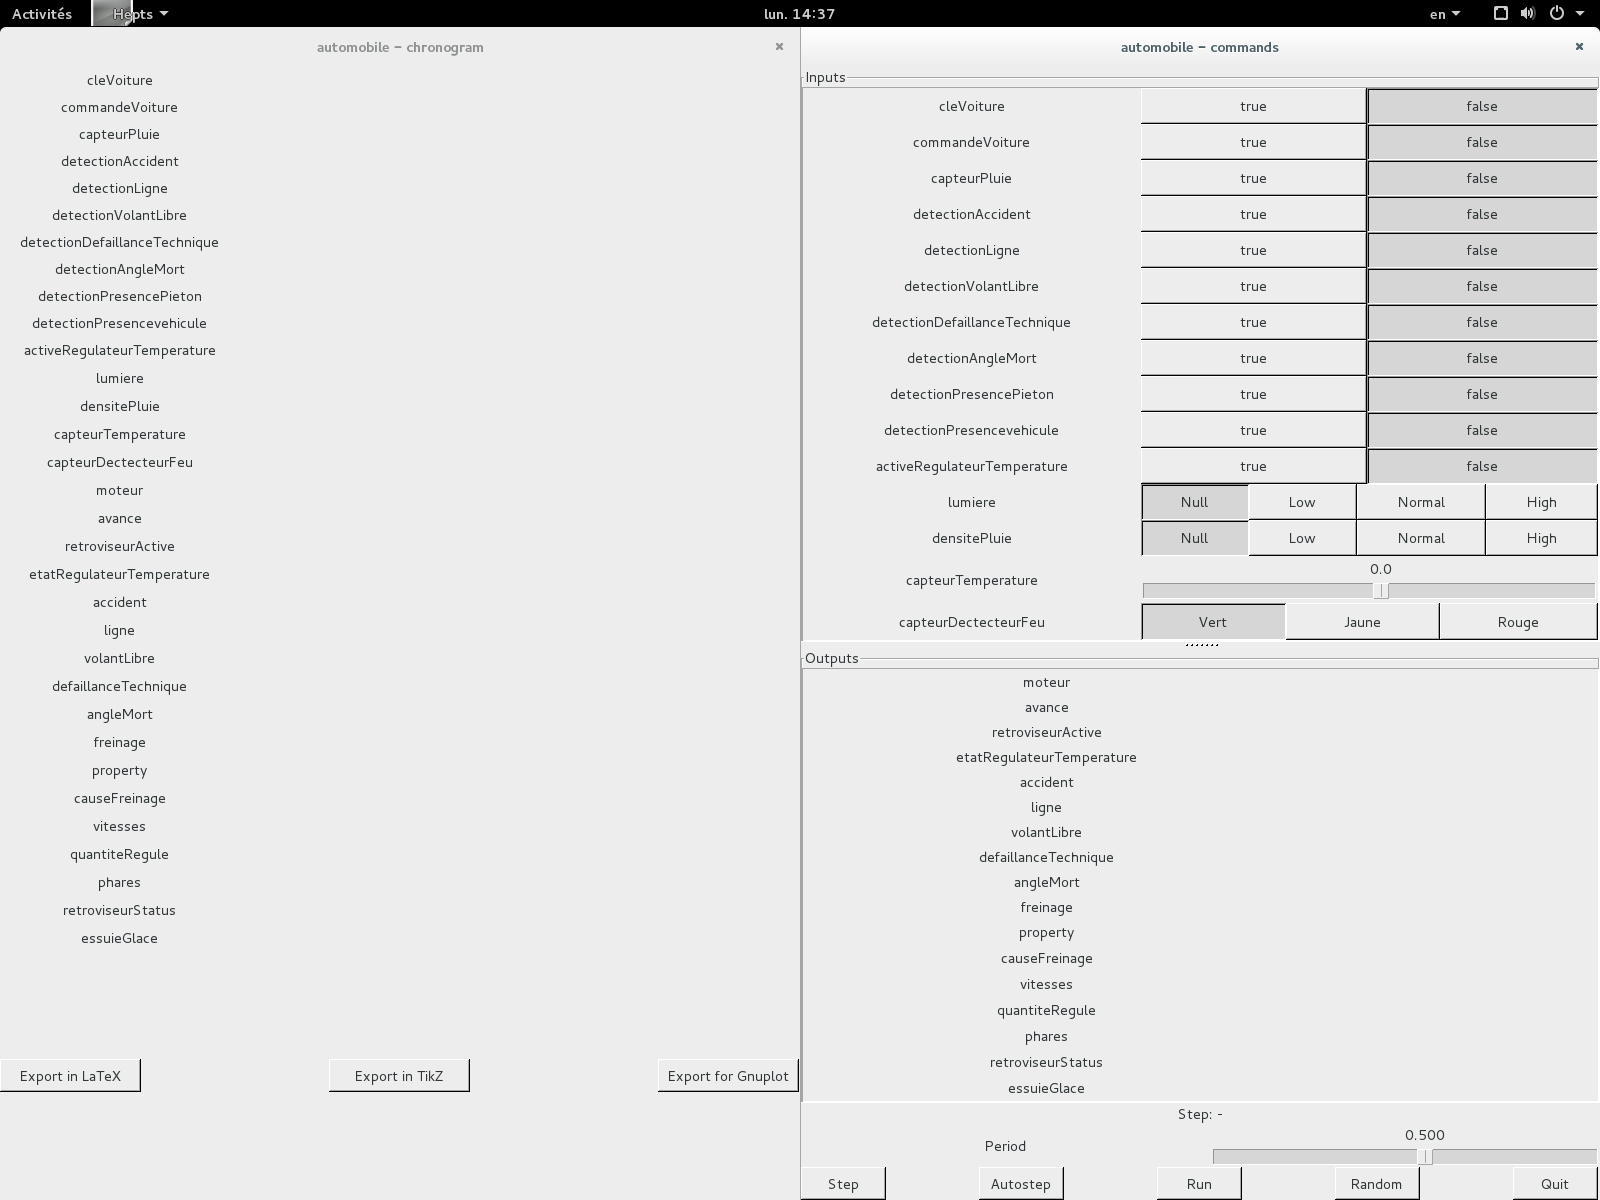 Activités Hepts lun. 14:37 en
automobile – chronogram
cleVoiture
commandeVoiture
capteurPluie
detectionAccident
detectionLigne
detectionVolantLibre
detectionDefaillanceTechnique
detectionAngleMort
detectionPresencePieton
detectionPresencevehicule
activeRegulateurTemperature
lumiere
densitePluie
capteurTemperature
capteurDectecteurFeu
moteur
avance
retroviseurActive
etatRegulateurTemperature
accident
ligne
volantLibre
defaillanceTechnique
angleMort
freinage
property
causeFreinage
vitesses
quantiteRegule
phares
retroviseurStatus
essuieGlace
Export in LaTeX Export in TikZ Export for Gnuplot
automobile – commands
Inputs
cleVoiture true false
commandeVoiture true false
capteurPluie true false
detectionAccident true false
detectionLigne true false
detectionVolantLibre true false
detectionDefaillanceTechnique true false
detectionAngleMort true false
detectionPresencePieton true false
detectionPresencevehicule true false
activeRegulateurTemperature true false
lumiere Null Low Normal High
densitePluie Null Low Normal High
capteurTemperature 0.0
capteurDectecteurFeu Vert Jaune Rouge
Outputs
moteur
avance
retroviseurActive
etatRegulateurTemperature
accident
ligne
volantLibre
defaillanceTechnique
angleMort
freinage
property
causeFreinage
vitesses
quantiteRegule
phares
retroviseurStatus
essuieGlace
Step: -
Period 0.500
Step Autostep Run Random Quit